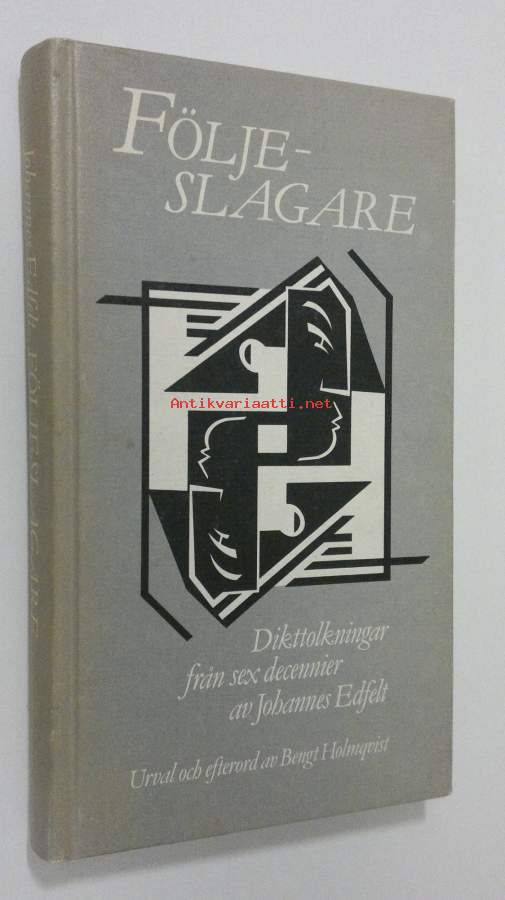 FÖLJE-
SLAGARE
Antikvariaatti.net
Dikttolkningar
från sex decennier
av Johannes Edfelt
Urval och efterord av Bengt Holmqvist
Johannes Edfelt FÖLJESLAGARE